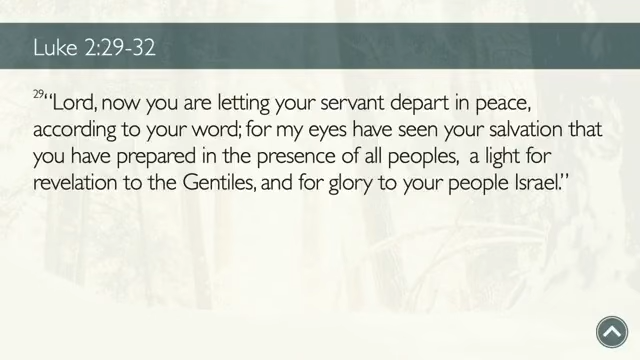 Luke 2:29-32
29“Lord, now you are letting your servant depart in peace,
according to your word; for my eyes have seen your salvation that
you have prepared in the presence of all peoples, a light for
revelation to the Gentiles, and for glory to your people Israel.”